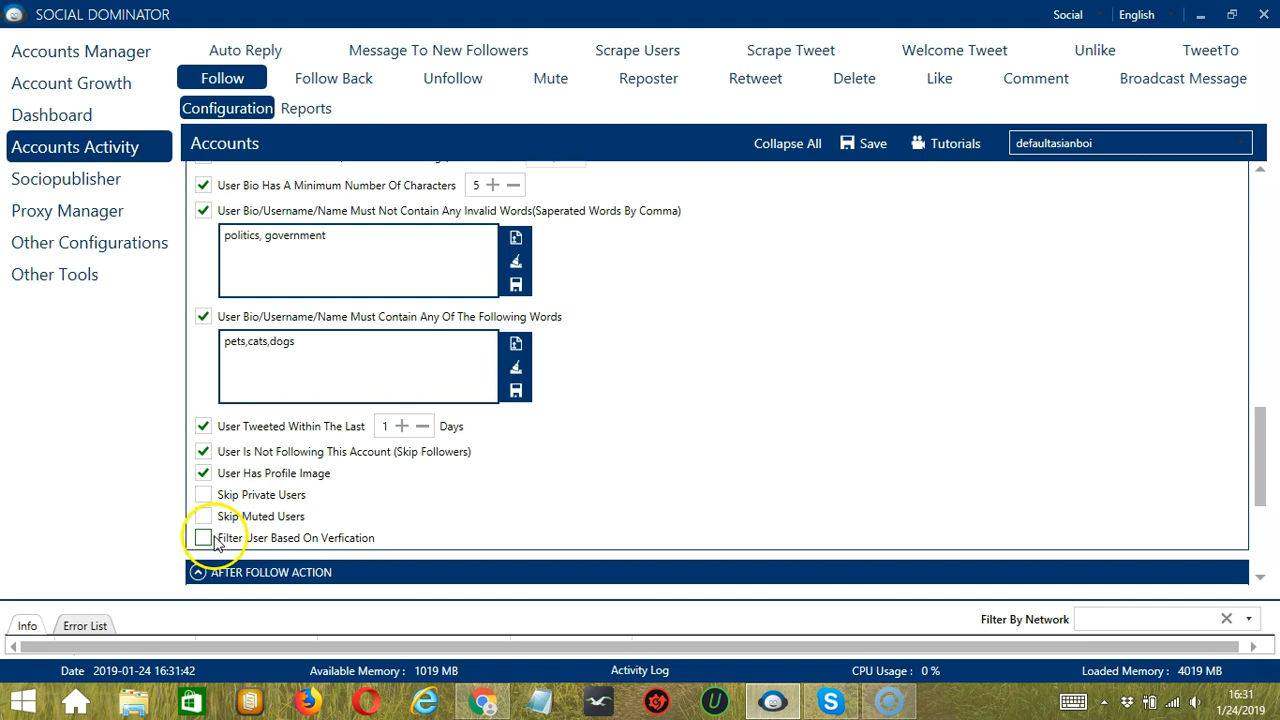 SOCIAL DOMINATOR
Social
English
Accounts Manager
Account Growth
Dashboard
Accounts Activity
Sociopublisher
Proxy Manager
Other Configurations
Other Tools
Auto Reply
Message To New Followers
Scrape Users
Scrape Tweet
Welcome Tweet
Unlike
TweetTo
Follow
Follow Back
Unfollow
Mute
Reposter
Retweet
Delete
Like
Comment
Broadcast Message
Configuration
Reports
Accounts
Collapse All
Save
Tutorials
defaultasianboi
User Bio Has A Minimum Number Of Characters
5
User Bio/Username/Name Must Not Contain Any Invalid Words(Saperated Words By Comma)
politics, government
User Bio/Username/Name Must Contain Any Of The Following Words
pets,cats,dogs
User Tweeted Within The Last
1
Days
User Is Not Following This Account (Skip Followers)
User Has Profile Image
Skip Private Users
Skip Muted Users
Filter User Based On Verfication
AFTER FOLLOW ACTION
Info
Error List
Filter By Network
Date
2019-01-24 16:31:42
Available Memory : 1019 MB
Activity Log
CPU Usage : 0 %
Loaded Memory : 4019 MB
16:31
1/24/2019